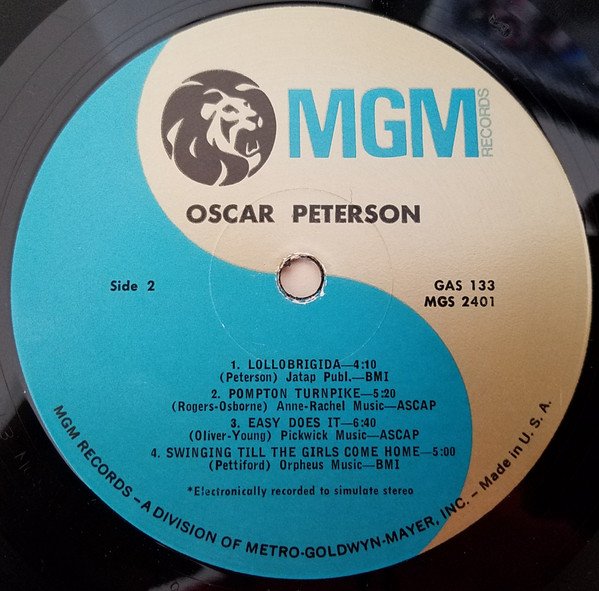 MGM
RECORDS
OSCAR PETERSON
Side 2
GAS 133
MGS 2401
1. LOLLOBRIGIDA—4:10
(Peterson) Jatap Publ.—BMI
2. POMPTON TURNPIKE—5:20
(Rogers-Osborne) Anne-Rachel Music—ASCAP
3. EASY DOES IT—6:40
(Oliver-Young) Pickwick Music—ASCAP
4. SWINGING TILL THE GIRLS COME HOME—5:00
(Pettiford) Orpheus Music—BMI
*Electronically recorded to simulate stereo
MGM RECORDS – A DIVISION OF METRO-GOLDWYN-MAYER, INC. – Made in U. S. A.